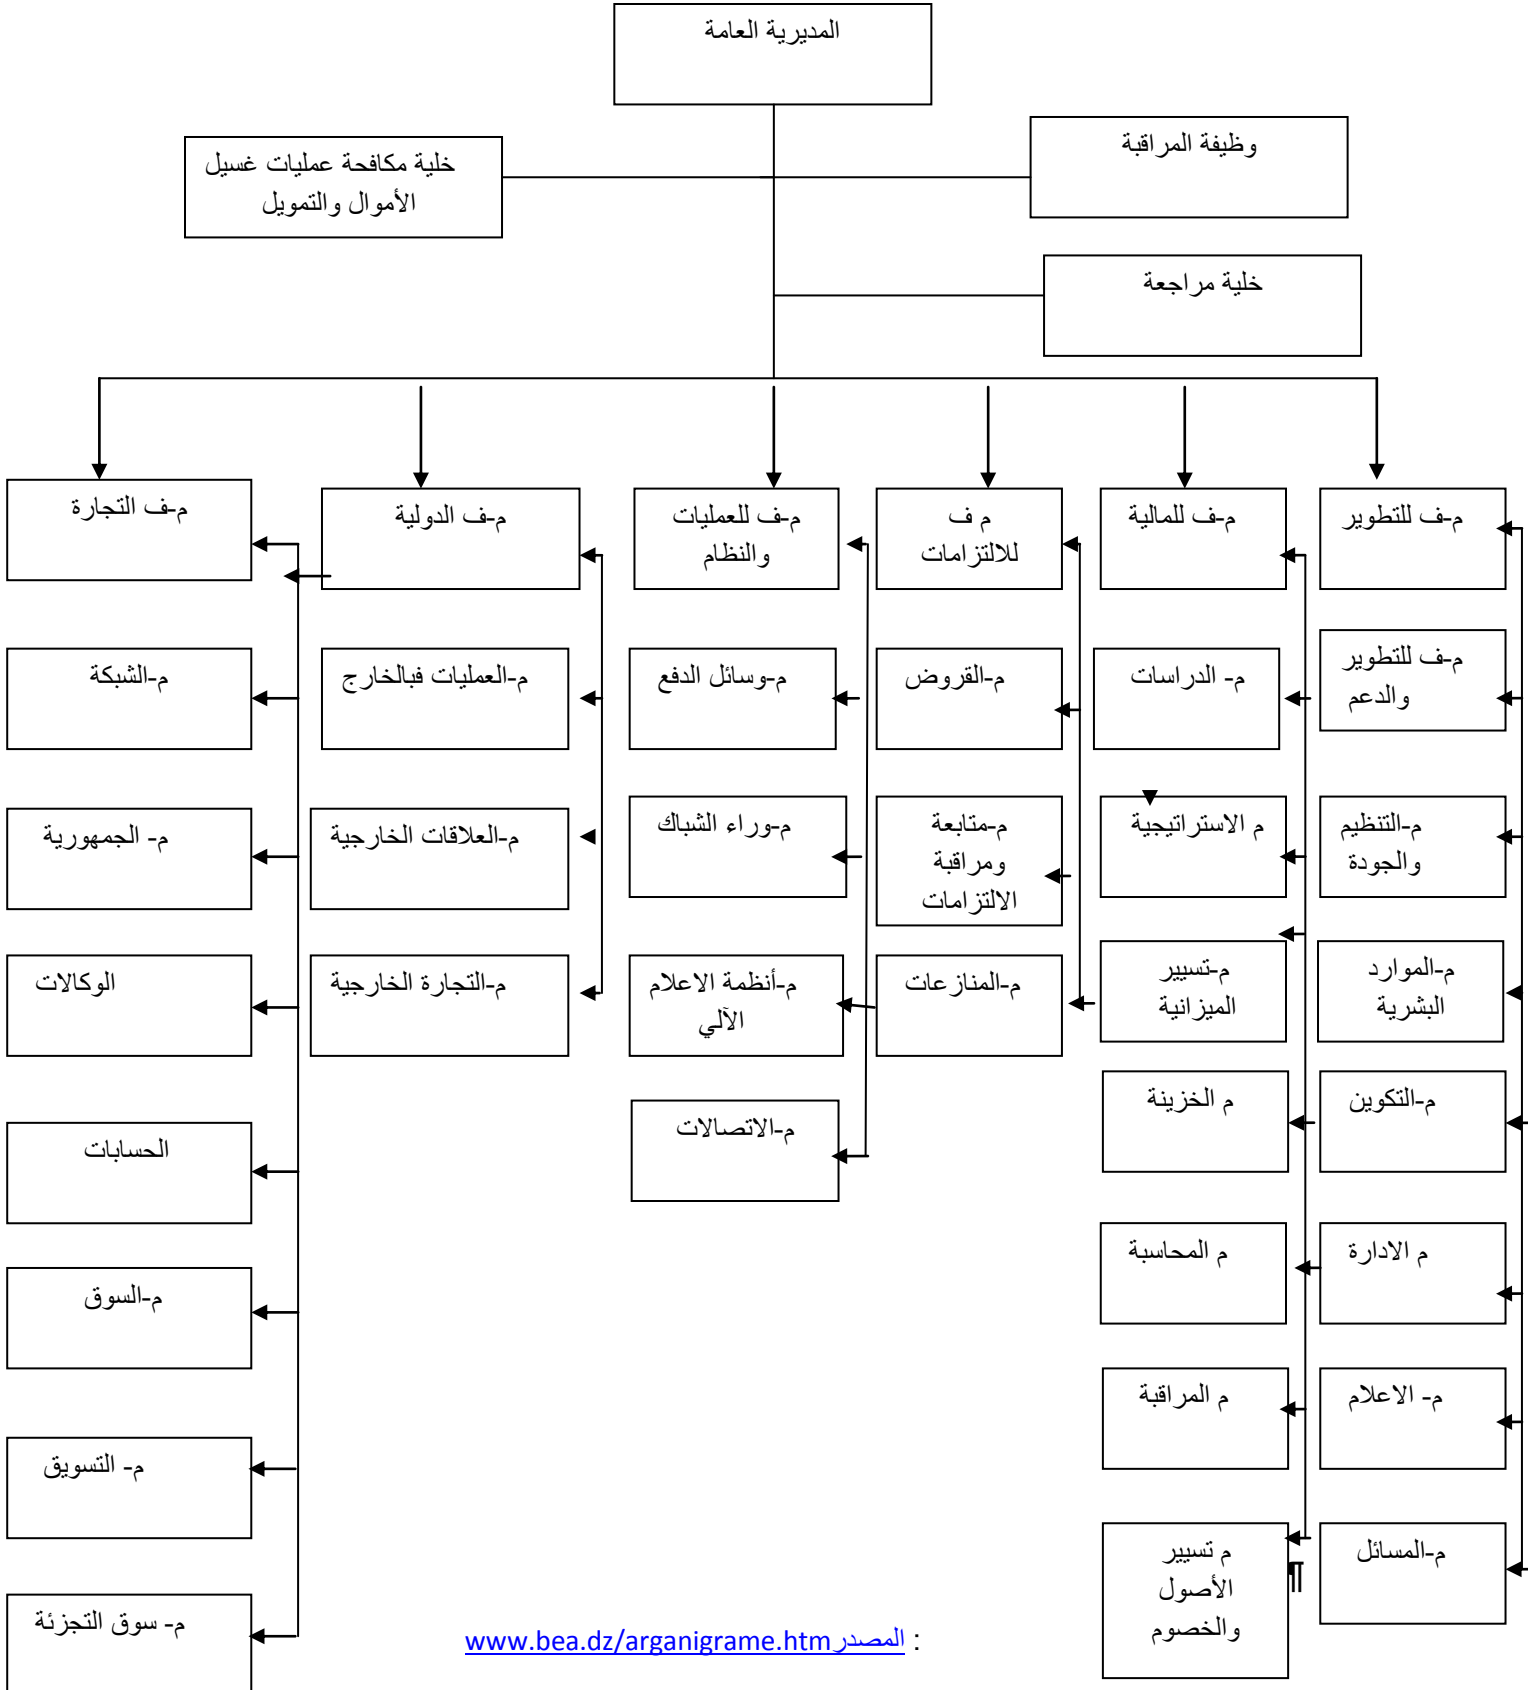 المديرية العامة
وظيفة المراقبة
خلية مكافحة عمليات غسيل
الأموال والتمويل
خلية مراجعة
م-ف للتطوير
م-ف للمالية
م ف
للالتزامات
م-ف للعمليات
والنظام
م-ف الدولية
م-ف التجارة
م-ف للتطوير
والدعم
م- الدراسات
م-القروض
م-وسائل الدفع
م-العمليات فبالخارج
م-الشبكة
م-التنظيم
والجودة
م الاستراتيجية
م-متابعة
ومراقبة
الالتزامات
م-وراء الشباك
م-العلاقات الخارجية
م- الجمهورية
م-الموارد
البشرية
م-تسيير
الميزانية
م-المنازعات
م-أنظمة الاعلام
الآلي
م-التجارة الخارجية
الوكالات
م-التكوين
م الخزينة
م-الاتصالات
الحسابات
م الادارة
م المحاسبة
م-السوق
م- الاعلام
م المراقبة
م- التسويق
م-المسائل
م تسيير
الأصول
والخصوم
¶
م- سوق التجزئة
: المصدرwww.bea.dz/arganigrame.htm